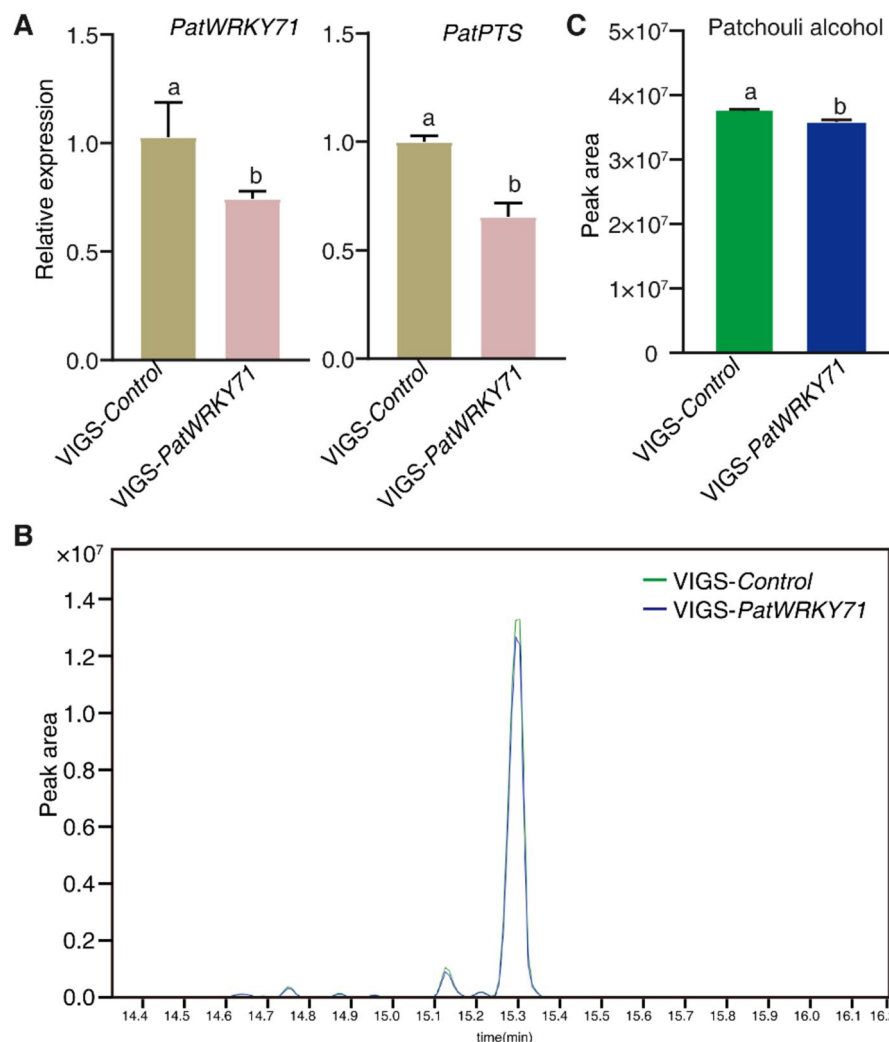 A
PatWRKY71
PatPTS
C
Patchouli alcohol
Relative expression
1.5
1.0
0.5
0.0
a
b
VIGS-Control
VIGS-PatWRKY71
1.5
1.0
0.5
0.0
a
b
VIGS-Control
VIGS-PatWRKY71
Peak area
5×10⁷
4×10⁷
3×10⁷
2×10⁷
1×10⁷
0
a
b
VIGS-Control
VIGS-PatWRKY71
B
×10⁷
Peak area
1.4
1.2
1.0
0.8
0.6
0.4
0.2
0.0
VIGS-Control
VIGS-PatWRKY71
14.4 14.5 14.6 14.7 14.8 14.9 15.0 15.1 15.2 15.3 15.4 15.5 15.6 15.7 15.8 15.9 16.0 16.1
time(min)